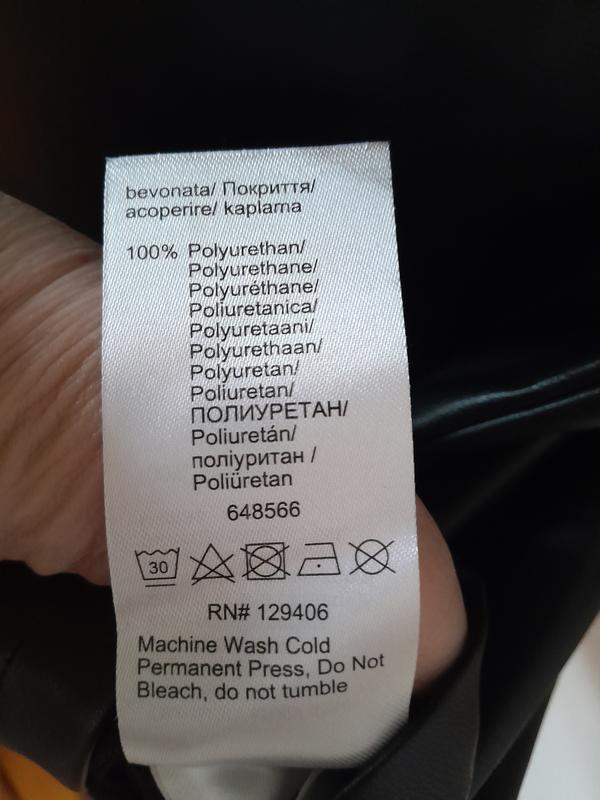 bevonata/ Покриття/
acoperire/ kaplama
100% Polyurethan/
Polyurethane/
Polyuréthane/
Poliuretanica/
Polyuretaani/
Polyurethaan/
Polyuretan/
Poliuretan/
ПОЛИУРЕТАН/
Poliuretán/
поліуритан /
Poliüretan
648566
30
RN# 129406
Machine Wash Cold
Permanent Press, Do Not
Bleach, do not tumble